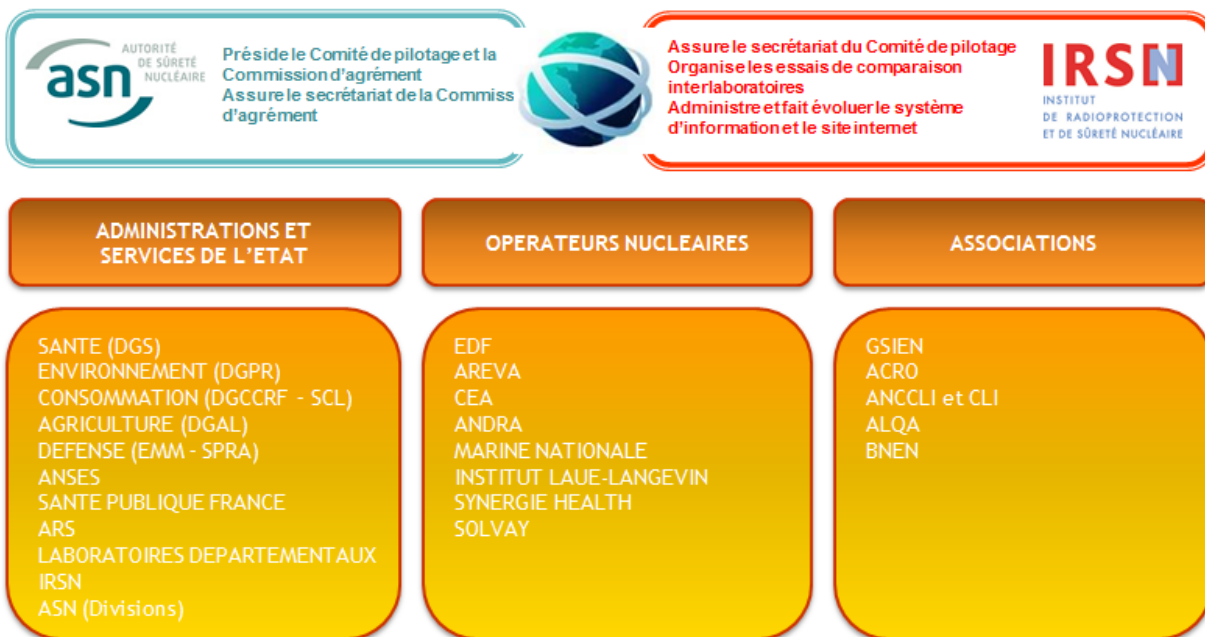 asn
AUTORITÉ
DE SÛRETÉ
NUCLÉAIRE
Préside le Comité de pilotage et la
Commission d'agrément
Assure le secrétariat de la Commiss
d'agrément
Assure le secrétariat du Comité de pilotage
Organise les essais de comparaison
interlaboratoires
Administre et fait évoluer le système
d'information et le site internet
IRSN
INSTITUT
DE RADIOPROTECTION
ET DE SÛRETÉ NUCLÉAIRE
ADMINISTRATIONS ET
SERVICES DE L'ETAT
SANTE (DGS)
ENVIRONNEMENT (DGPR)
CONSOMMATION (DGCCRF - SCL)
AGRICULTURE (DGAL)
DEFENSE (EMM - SPRA)
ANSES
SANTE PUBLIQUE FRANCE
ARS
LABORATOIRES DEPARTEMENTAUX
IRSN
ASN (Divisions)
OPERATEURS NUCLEAIRES
EDF
AREVA
CEA
ANDRA
MARINE NATIONALE
INSTITUT LAUE-LANGEVIN
SYNERGIE HEALTH
SOLVAY
ASSOCIATIONS
GSIEN
ACRO
ANCCLI et CLI
ALQA
BNEN